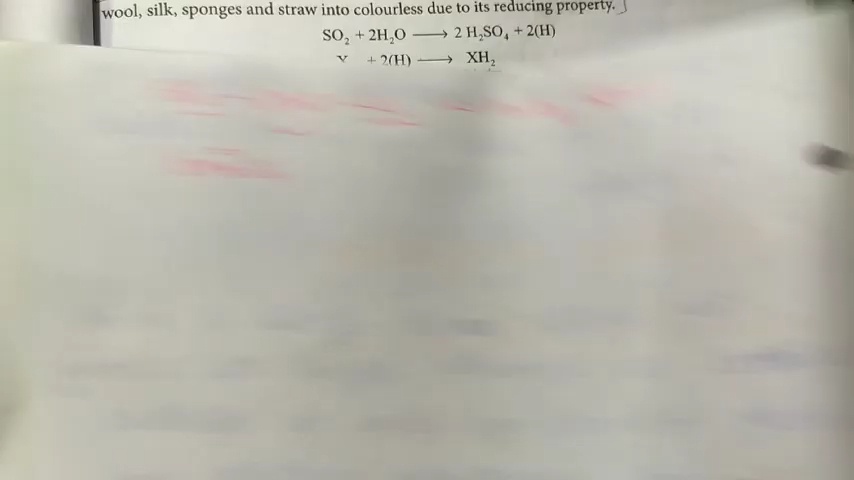 wool, silk, sponges and straw into colourless due to its reducing property.
SO₂ + 2H₂O ⟶ 2 H₂SO₄ + 2(H)
+ 2(H) ⟶ XH₂